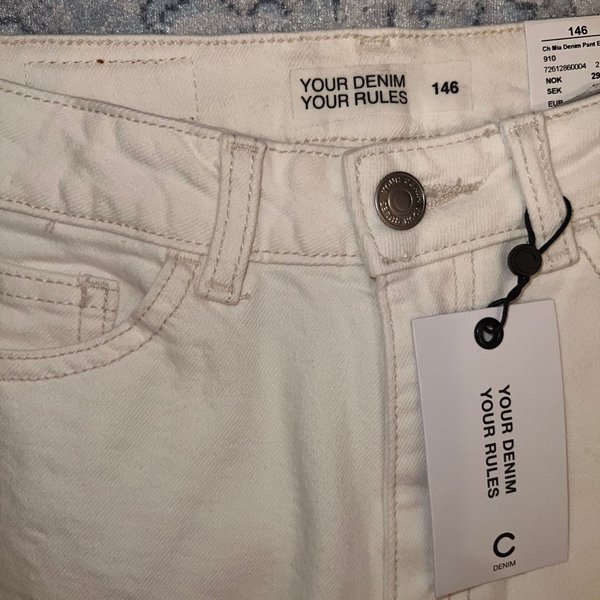 YOUR DENIM
YOUR RULES
146
146
Ch Mia Denim Pant
910
72612860004
NOK
SEK
EUR
YOUR DENIM
YOUR RULES
C
DENIM